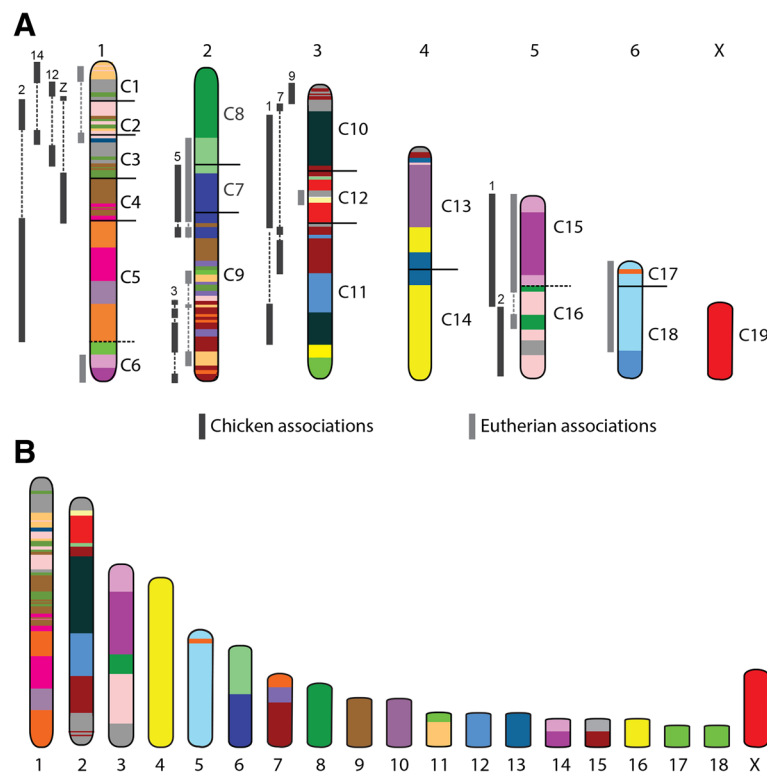 A
1 2 3 4 5 6 X
2 14 12 Z
5
3
1 7 9
1
2
C1
C2
C3
C4
C5
C6
C8
C7
C9
C10
C12
C11
C13
C14
C15
C16
C17
C18
C19
Chicken associations Eutherian associations
B
1 2 3 4 5 6 7 8 9 10 11 12 13 14 15 16 17 18 X